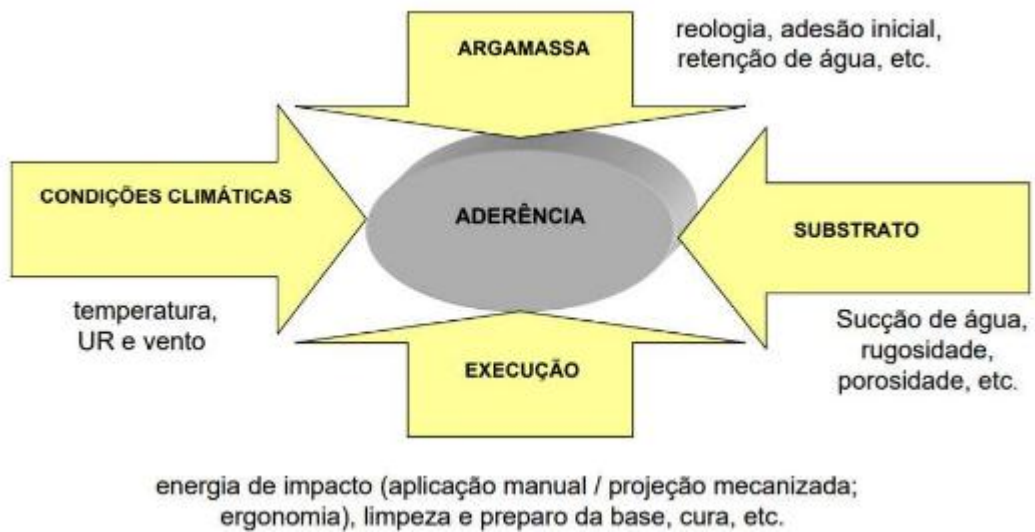 ARGAMASSA
reologia, adesão inicial,
retenção de água, etc.
CONDIÇÕES CLIMÁTICAS
temperatura,
UR e vento
ADERÊNCIA
SUBSTRATO
Sucção de água,
rugosidade,
porosidade, etc.
EXECUÇÃO
energia de impacto (aplicação manual / projeção mecanizada;
ergonomia), limpeza e preparo da base, cura, etc.